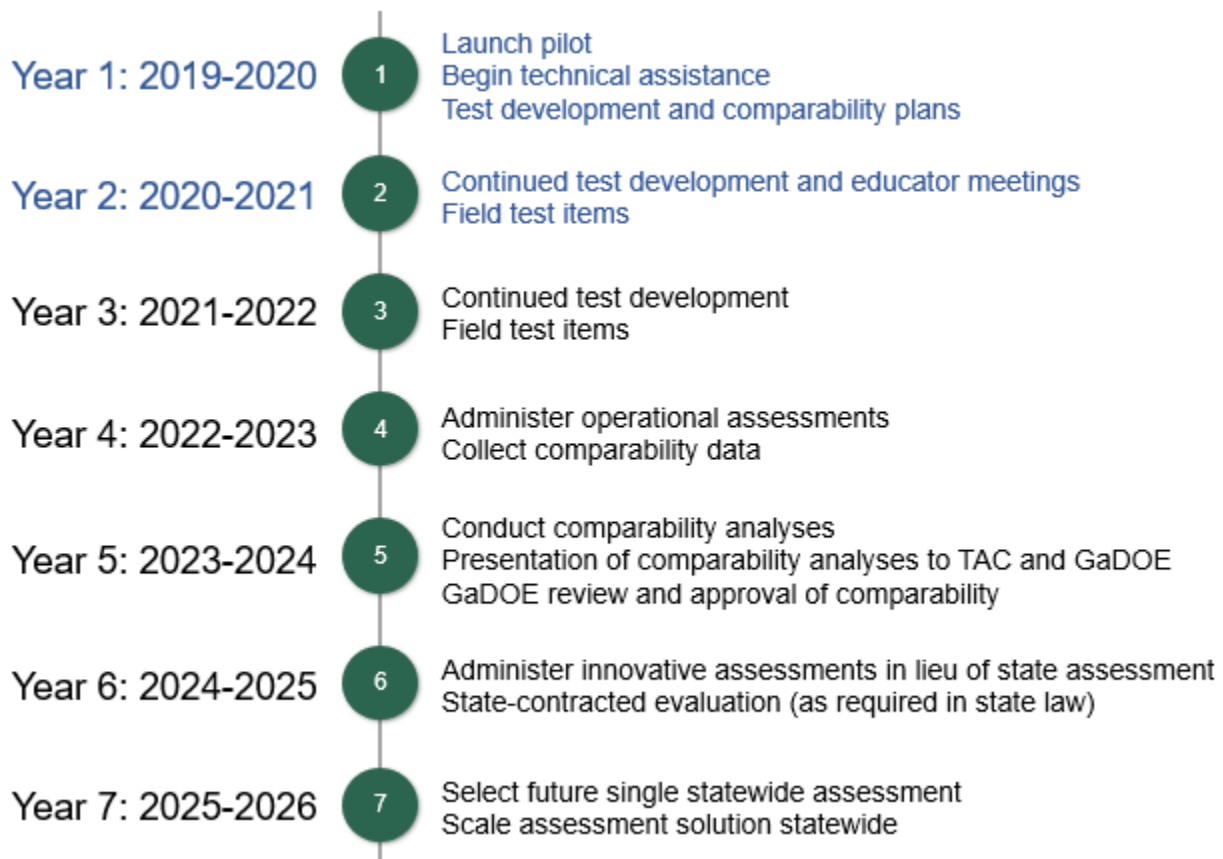 Year 1: 2019-2020
1
Launch pilot
Begin technical assistance
Test development and comparability plans
Year 2: 2020-2021
2
Continued test development and educator meetings
Field test items
Year 3: 2021-2022
3
Continued test development
Field test items
Year 4: 2022-2023
4
Administer operational assessments
Collect comparability data
Year 5: 2023-2024
5
Conduct comparability analyses
Presentation of comparability analyses to TAC and GaDOE
GaDOE review and approval of comparability
Year 6: 2024-2025
6
Administer innovative assessments in lieu of state assessment
State-contracted evaluation (as required in state law)
Year 7: 2025-2026
7
Select future single statewide assessment
Scale assessment solution statewide